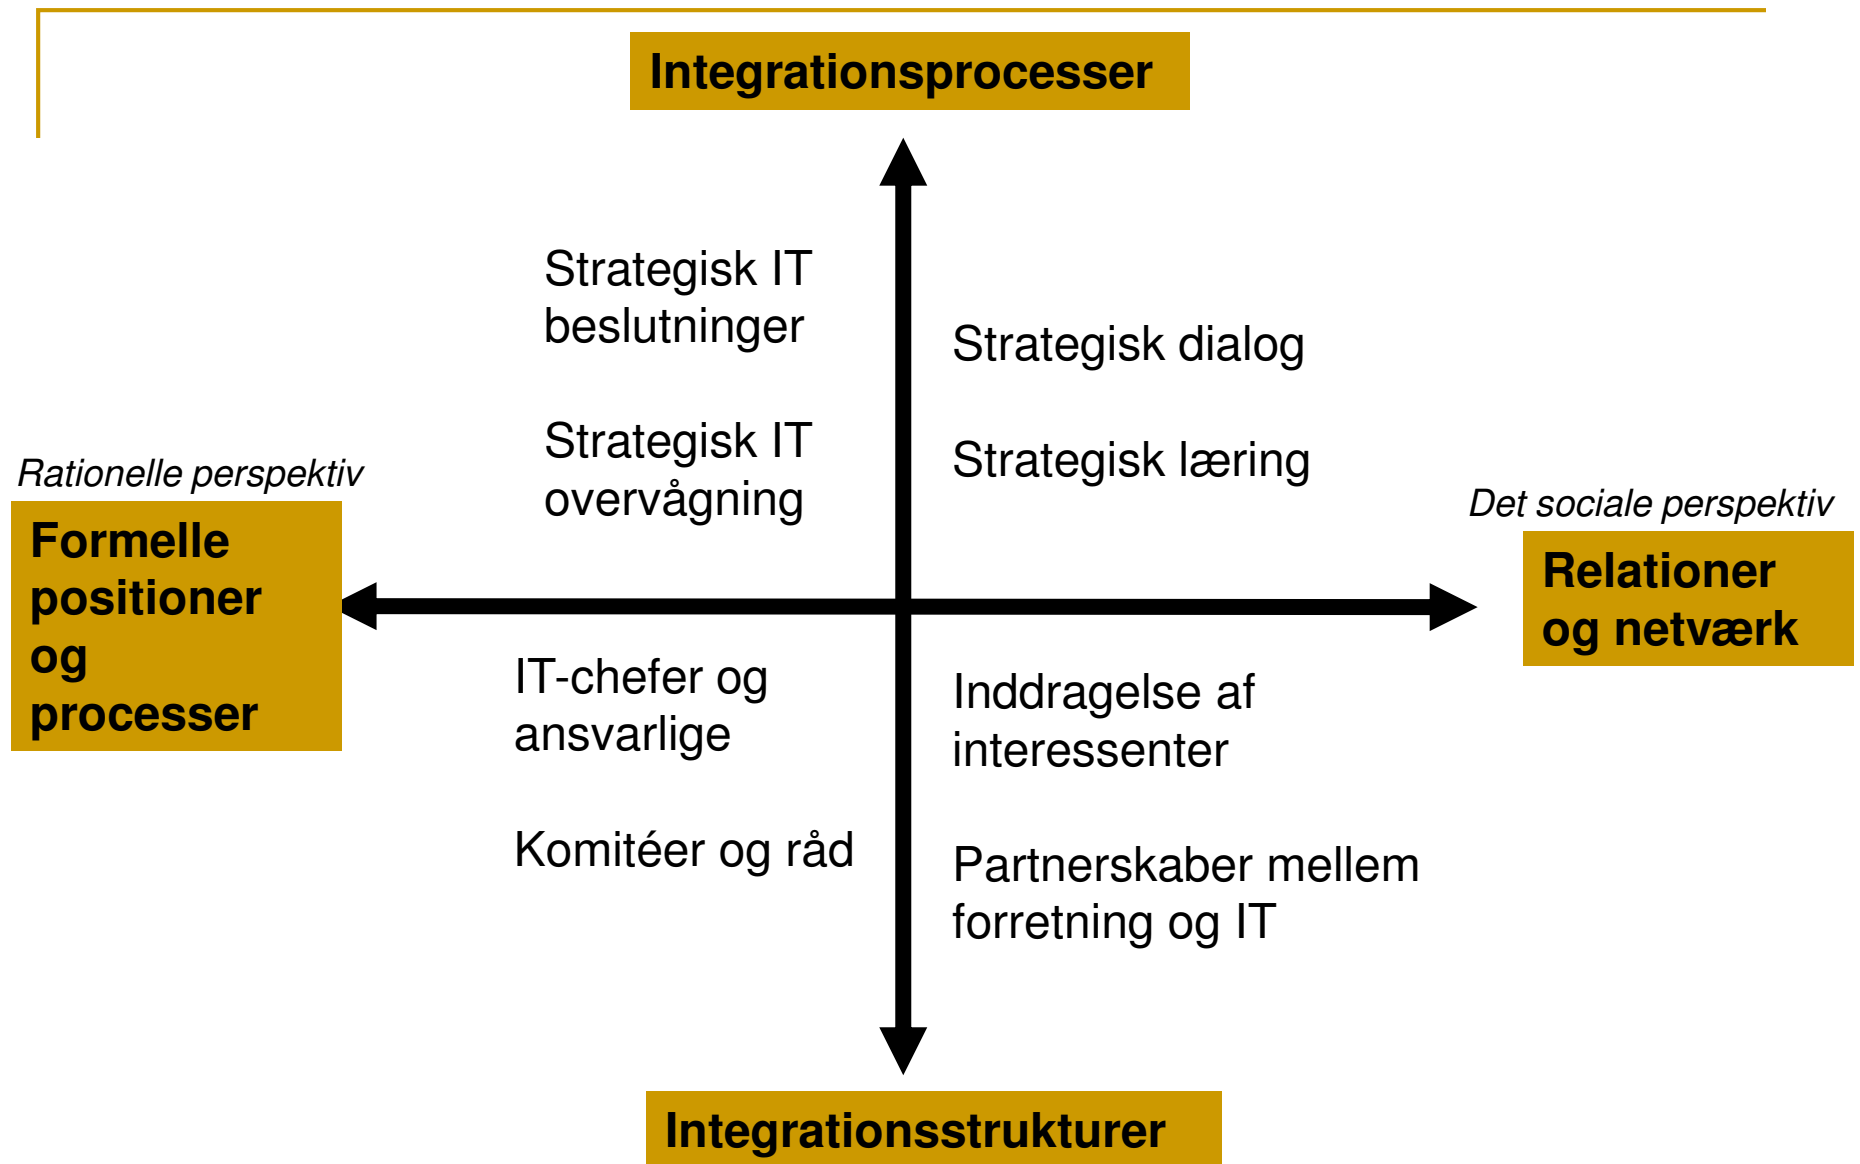 Integrationsprocesser
Strategisk IT
beslutninger
Strategisk IT
overvågning
Strategisk dialog
Strategisk læring
Rationelle perspektiv
Formelle
positioner
og
processer
Det sociale perspektiv
Relationer
og netværk
IT-chefer og
ansvarlige
Komitéer og råd
Inddragelse af
interessenter
Partnerskaber mellem
forretning og IT
Integrationsstrukturer